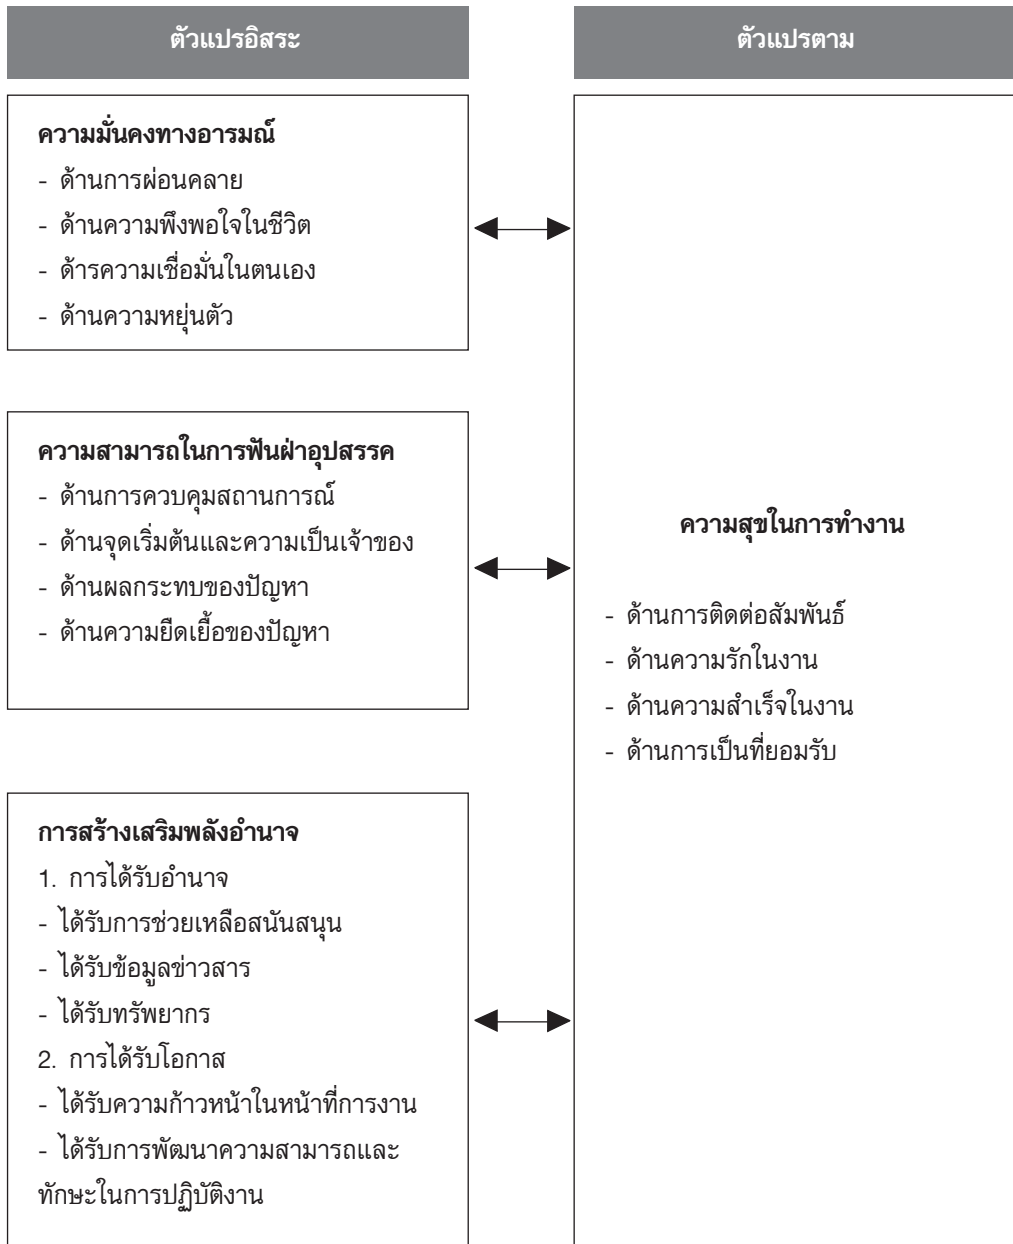 ตัวแปรอิสระ
ตัวแปรตาม
ความมั่นคงทางอารมณ์
- ด้านการผ่อนคลาย
- ด้านความพึงพอใจในชีวิต
- ด้ารความเชื่อมั่นในตนเอง
- ด้านความหยุ่นตัว
ความสามารถในการฟันฝ่าอุปสรรค
- ด้านการควบคุมสถานการณ์
- ด้านจุดเริ่มต้นและความเป็นเจ้าของ
- ด้านผลกระทบของปัญหา
- ด้านความยืดเยื้อของปัญหา
การสร้างเสริมพลังอำนาจ
1. การได้รับอำนาจ
- ได้รับการช่วยเหลือสนันสนุน
- ได้รับข้อมูลข่าวสาร
- ได้รับทรัพยากร
2. การได้รับโอกาส
- ได้รับความก้าวหน้าในหน้าที่การงาน
- ได้รับการพัฒนาความสามารถและ
ทักษะในการปฏิบัติงาน
ความสุขในการทำงาน
- ด้านการติดต่อสัมพันธ์
- ด้านความรักในงาน
- ด้านความสำเร็จในงาน
- ด้านการเป็นที่ยอมรับ